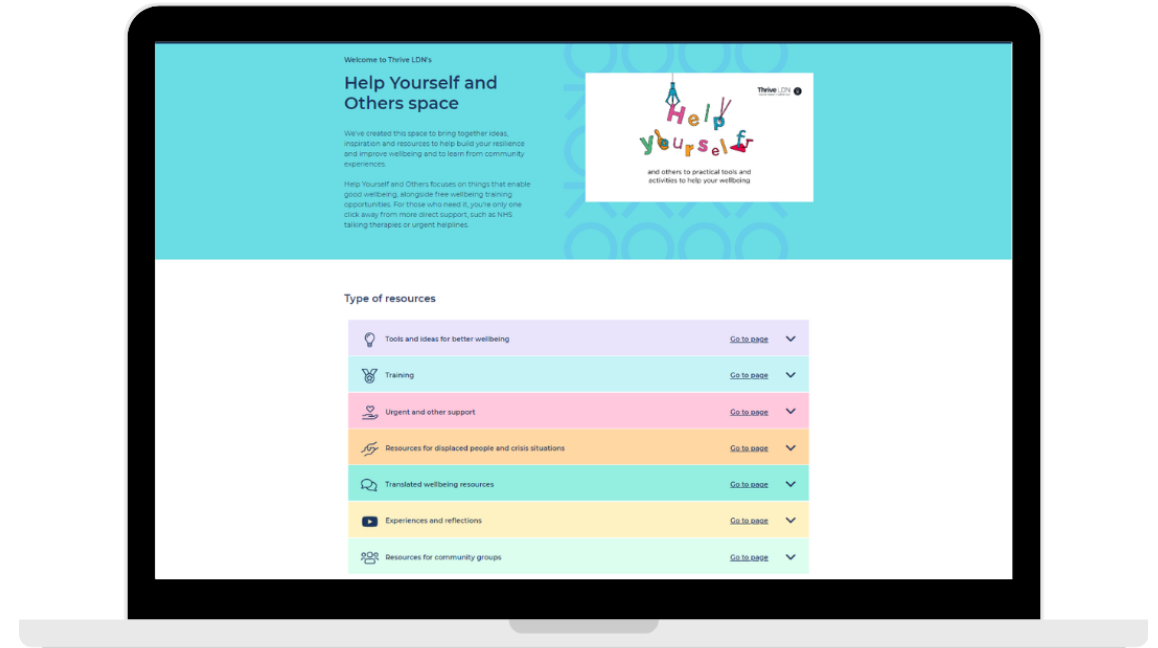 Welcome to Thrive LDN's
Help Yourself and
Others space
We've created this space to bring together ideas,
inspiration and resources to help build your resilience
and improve wellbeing and to learn from community
experiences.
Help Yourself and Others focuses on things that enable
good wellbeing, alongside free wellbeing training
opportunities. For those who need it, you're only one
click away from more direct support, such as NHS
talking therapies or urgent helplines.
Thrive LDN
Help
yourself
and others to practical tools and
activities to help your wellbeing
Type of resources
Tools and ideas for better wellbeing Go to page
Training Go to page
Urgent and other support Go to page
Resources for displaced people and crisis situations Go to page
Translated wellbeing resources Go to page
Experiences and reflections Go to page
Resources for community groups Go to page